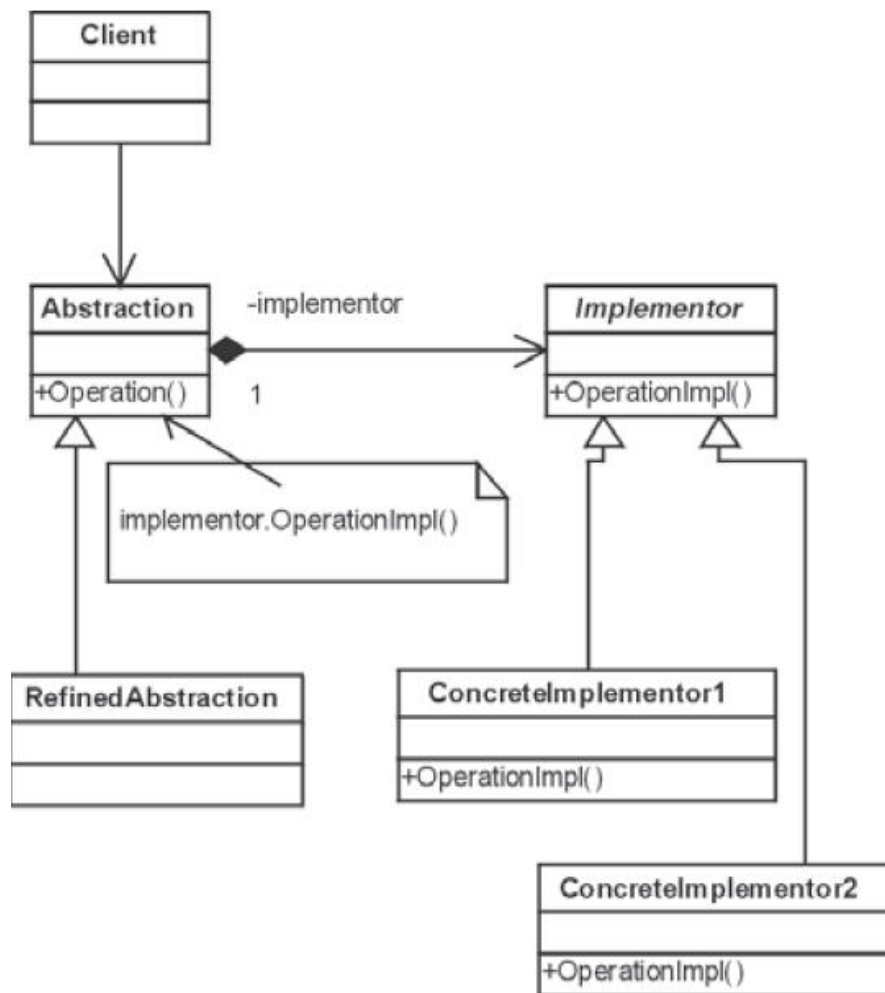 Client
Abstraction
-implementor
Implementor
+Operation()
1
+OperationImpl()
implementor.OperationImpl()
RefinedAbstraction
ConcreteImplementor1
+OperationImpl()
ConcreteImplementor2
+OperationImpl()